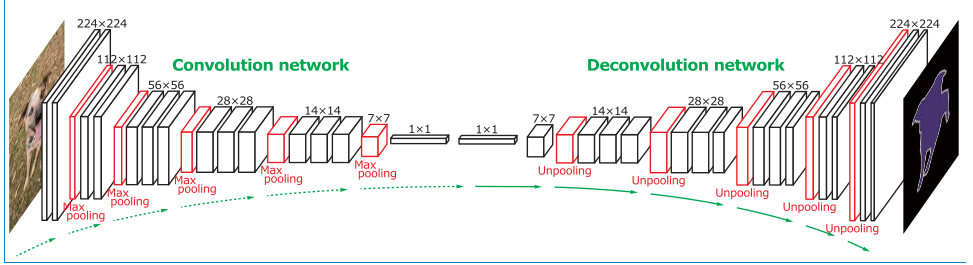 224×224
112×112
56×56
28×28
14×14
7×7
1×1
1×1
7×7
14×14
28×28
56×56
112×112
224×224
Convolution network
Deconvolution network
Max
pooling
Max
pooling
Max
pooling
Max
pooling
Max
pooling
Unpooling
Unpooling
Unpooling
Unpooling
Unpooling